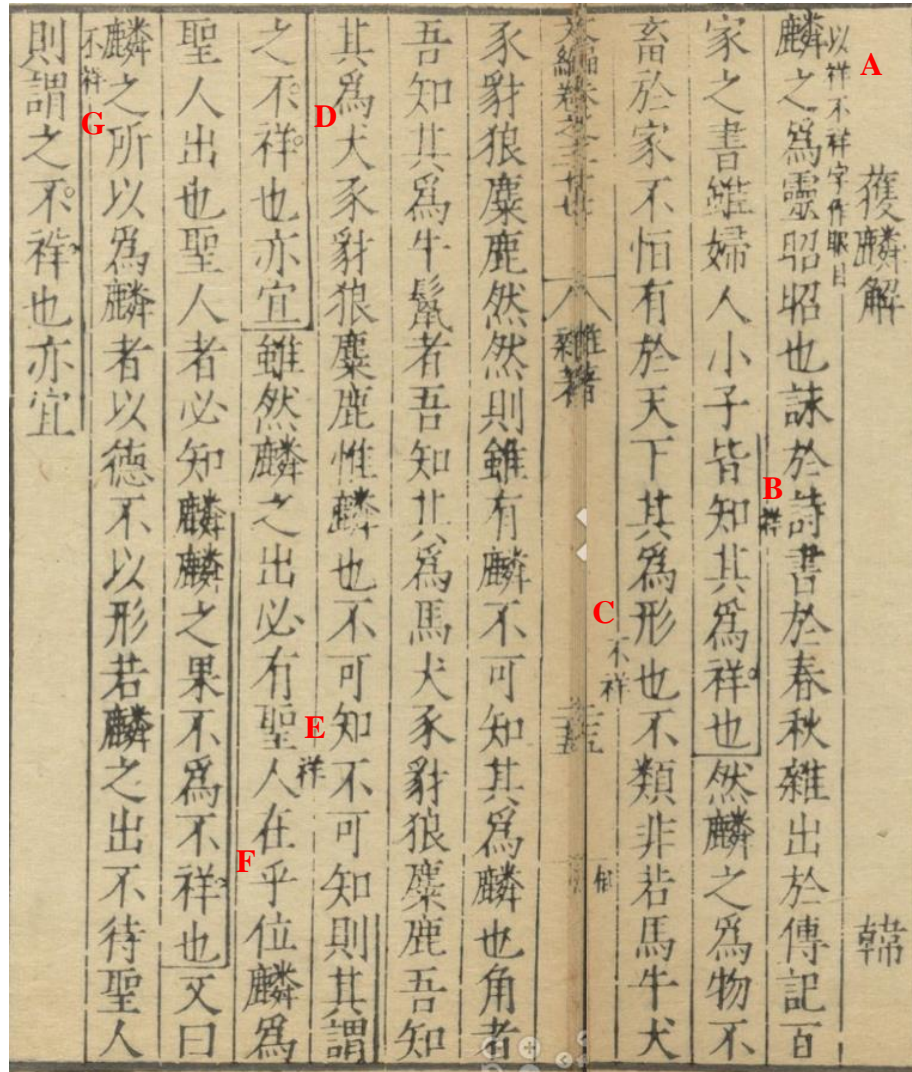 獲麟解 韓
A
以祥不祥字作眼目
麟之爲靈昭昭也詠於詩書於春秋雜出於傳記百
B
祥
家之書雖婦人小子皆知其爲祥也然麟之爲物不
畜於家不恒有於天下其爲形也不類非若馬牛犬
C
不祥
八
雜著
豕豺狼麋鹿然然則雖有麟不可知其爲麟也角者
吾知其爲牛鬣者吾知其爲馬犬豕豺狼麋鹿吾知
其爲犬豕豺狼麋鹿惟麟也不可知不可知則其謂
D
E
祥
之不祥也亦宜雖然麟之出必有聖人在乎位麟爲
F
聖人出也聖人者必知麟麟之果不爲不祥也又曰
麟之所以爲麟者以德不以形若麟之出不待聖人
G
不祥
則謂之不祥也亦宜